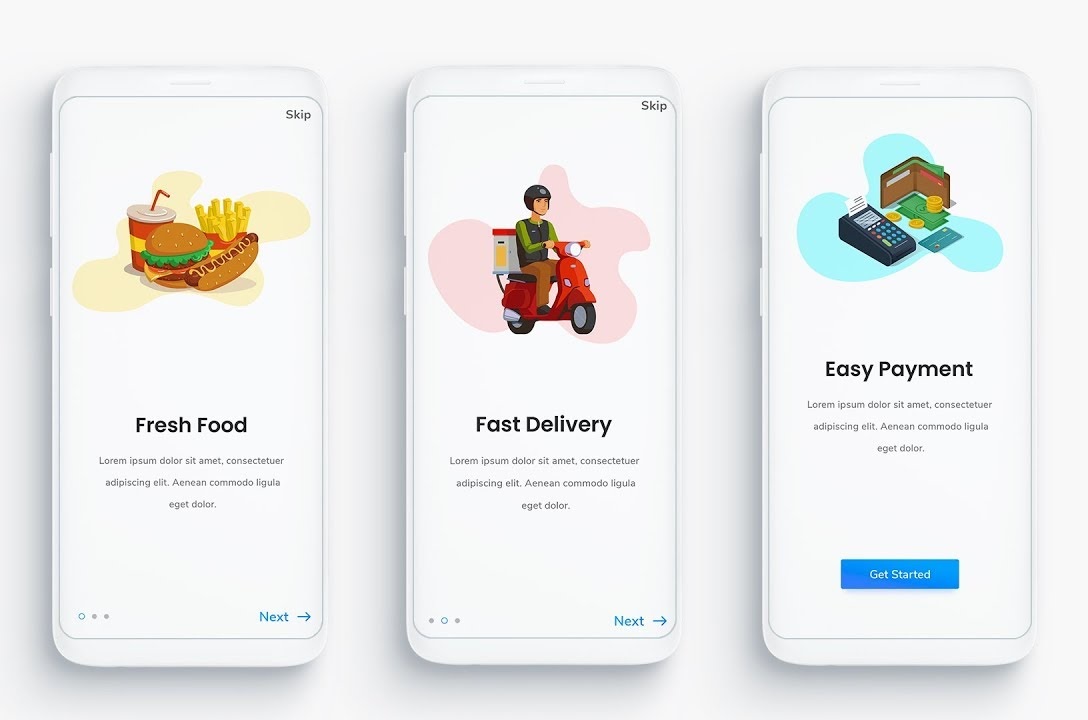 Skip
Fresh Food
Lorem ipsum dolor sit amet, consectetuer
adipiscing elit. Aenean commodo ligula
eget dolor.
Next
Skip
Fast Delivery
Lorem ipsum dolor sit amet, consectetuer
adipiscing elit. Aenean commodo ligula
eget dolor.
Next
Easy Payment
Lorem ipsum dolor sit amet, consectetuer
adipiscing elit. Aenean commodo ligula
eget dolor.
Get Started